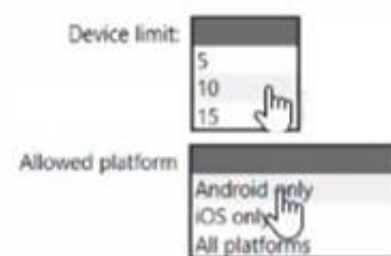 Device limit:
5
10
15
Allowed platform
Android only
iOS only
All platforms